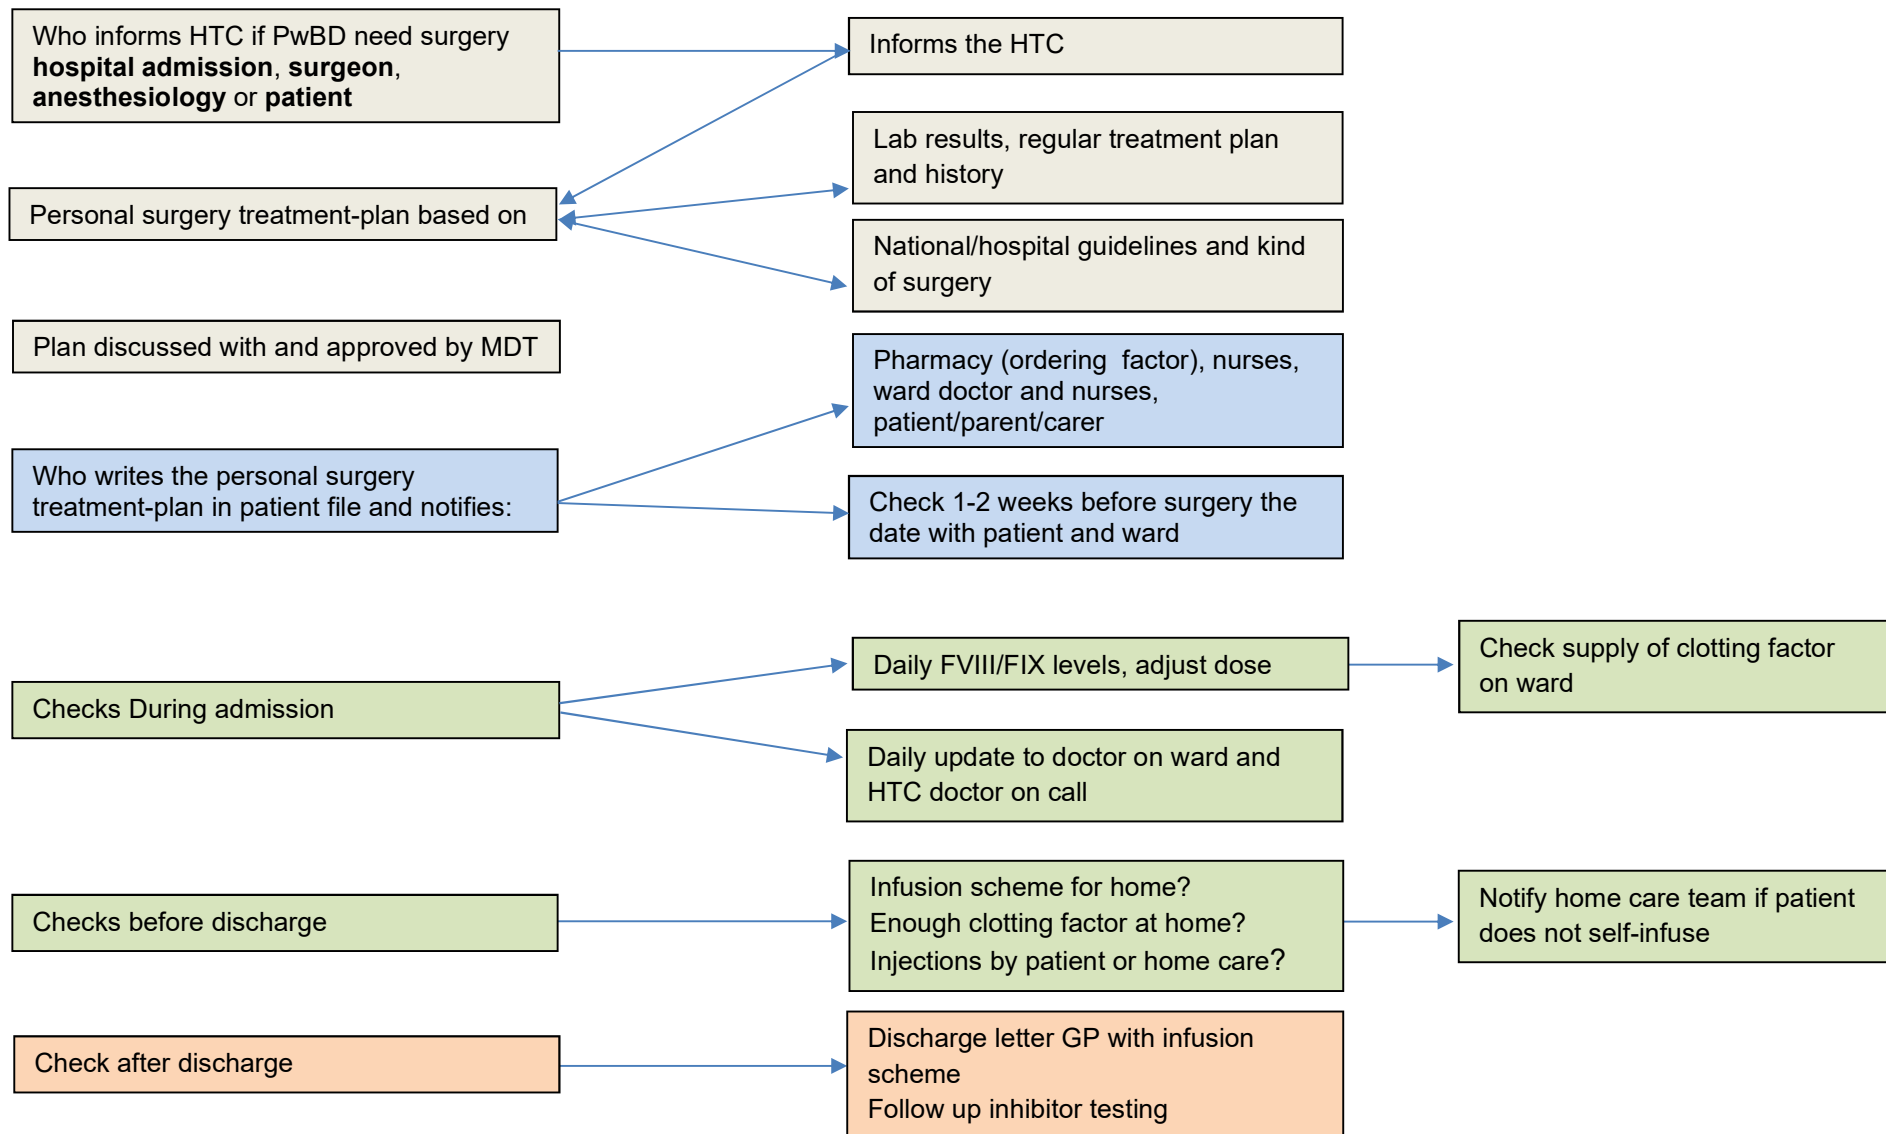 Who informs HTC if PwBD need surgery
hospital admission, surgeon,
anesthesiology or patient
Informs the HTC
Lab results, regular treatment plan
and history
Personal surgery treatment-plan based on
National/hospital guidelines and kind
of surgery
Plan discussed with and approved by MDT
Pharmacy (ordering factor), nurses,
ward doctor and nurses,
patient/parent/carer
Who writes the personal surgery
treatment-plan in patient file and notifies:
Check 1-2 weeks before surgery the
date with patient and ward
Checks During admission
Daily FVIII/FIX levels, adjust dose
Check supply of clotting factor
on ward
Daily update to doctor on ward and
HTC doctor on call
Checks before discharge
Infusion scheme for home?
Enough clotting factor at home?
Injections by patient or home care?
Notify home care team if patient
does not self-infuse
Check after discharge
Discharge letter GP with infusion
scheme
Follow up inhibitor testing